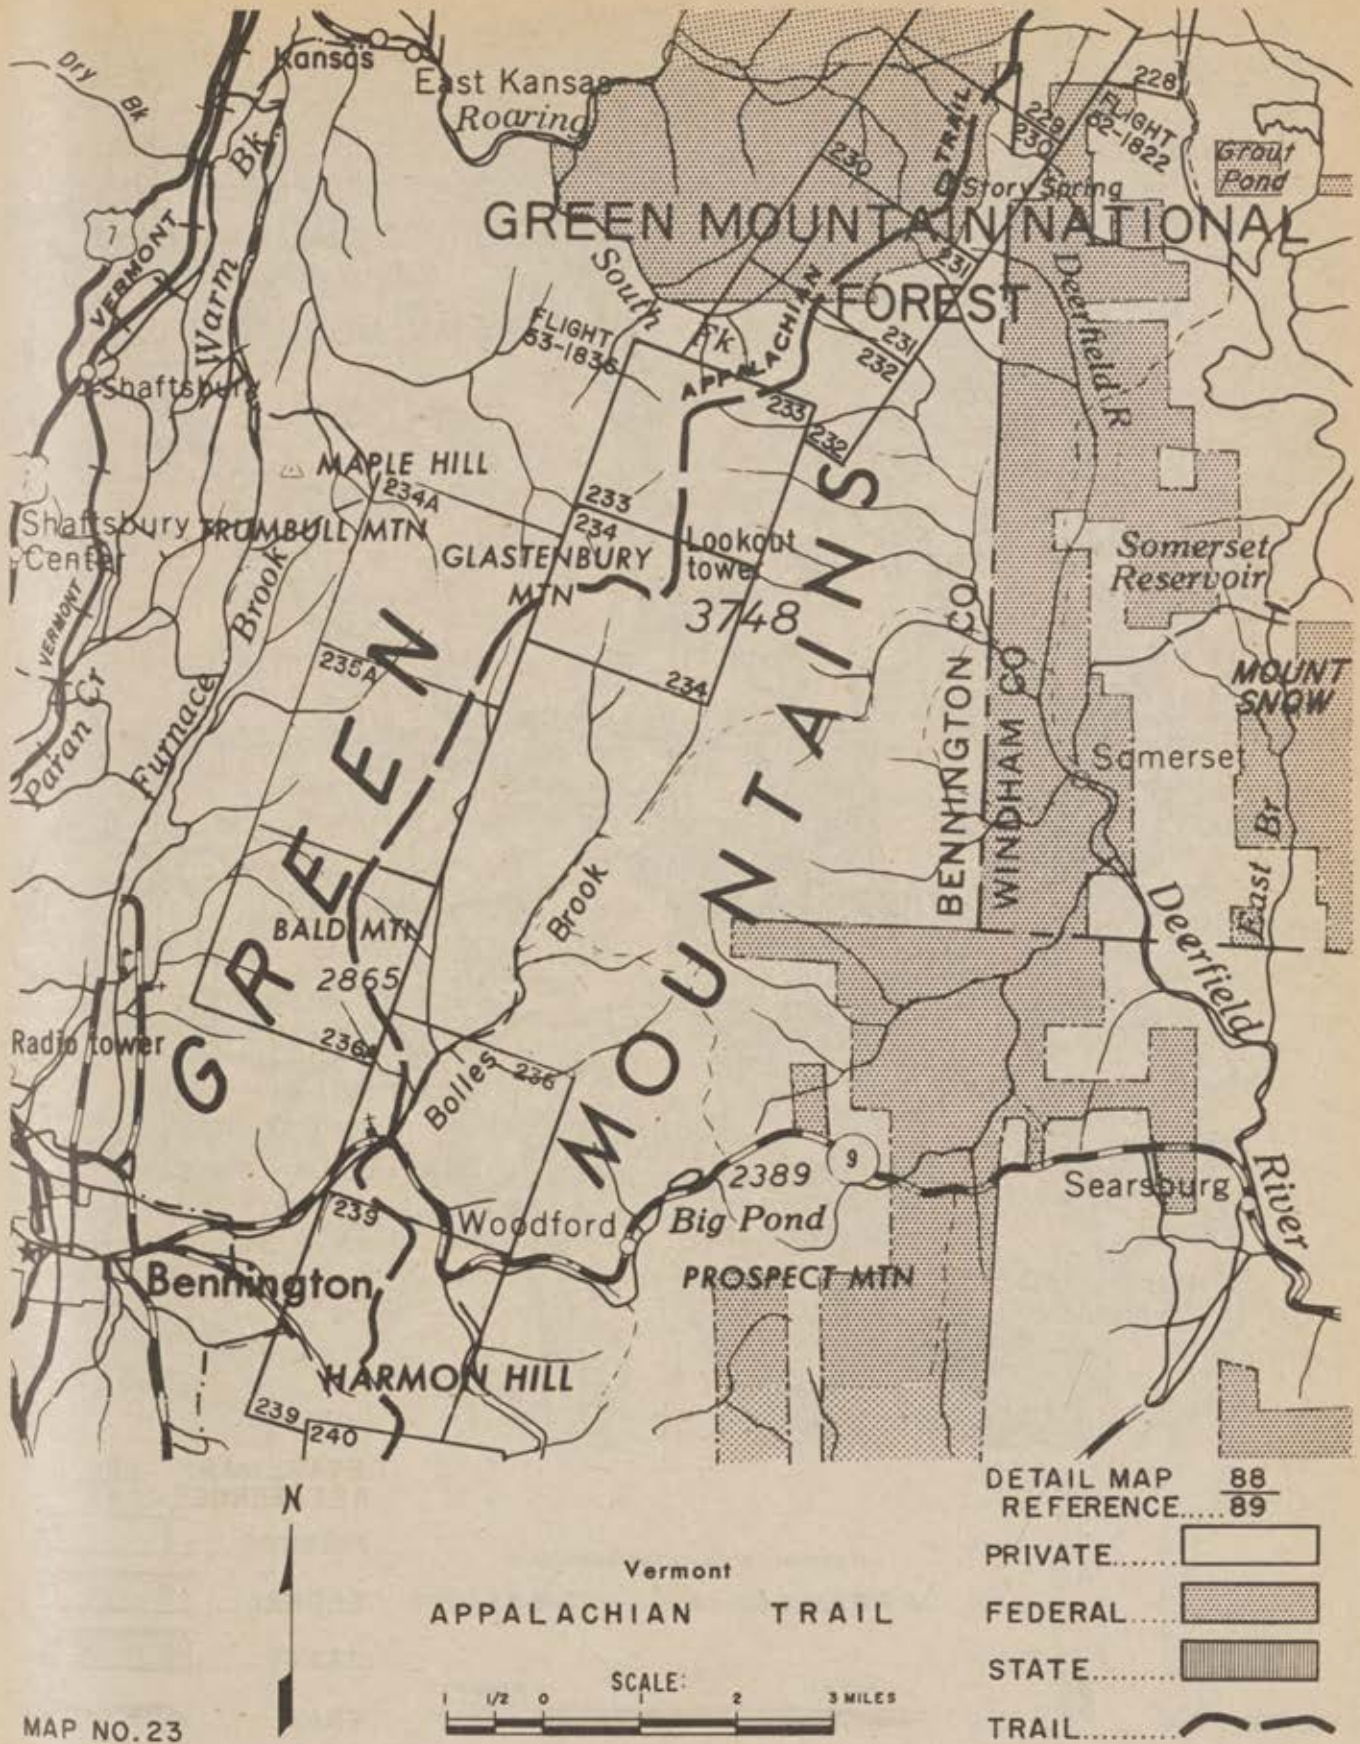 Kansas
Dry Bk
East Kansas
Roaring
228
229
230
FLIGHT
52-1822
Grout
Pond
TRAIL
230
Bk
Story Spring
7
VERMONT
GREEN MOUNTAIN NATIONAL
FOREST
231
Warm
South
Fk
Deerfield R
APPALACHIAN
FLIGHT
53-1836
231
232
Shaftsbury
233
232
MAPLE HILL
234A
233
234
Shaftsbury
Center
TRUMBULL MTN
GLASTENBURY
MTN
Lookout
tower
3748
Somerset
Reservoir
Brook
VERMONT
BENNINGTON CO
WINDHAM CO
235A
234
MOUNT
SNOW
Paran Cr
Furnace
Somerset
GREEN MOUNTAINS
East Br
Brook
Deerfield
BALD MTN
2865
Radio tower
236A
236
Bolles
9
2389
Searsburg
River
239
Woodford
Big Pond
Bennington
PROSPECT MTN
HARMON HILL
239
240
N
DETAIL MAP 88
REFERENCE..... 89
PRIVATE.......
FEDERAL.....
STATE.........
TRAIL..........
Vermont
APPALACHIAN TRAIL
SCALE:
1 1/2 0 1 2 3 MILES
MAP NO. 23